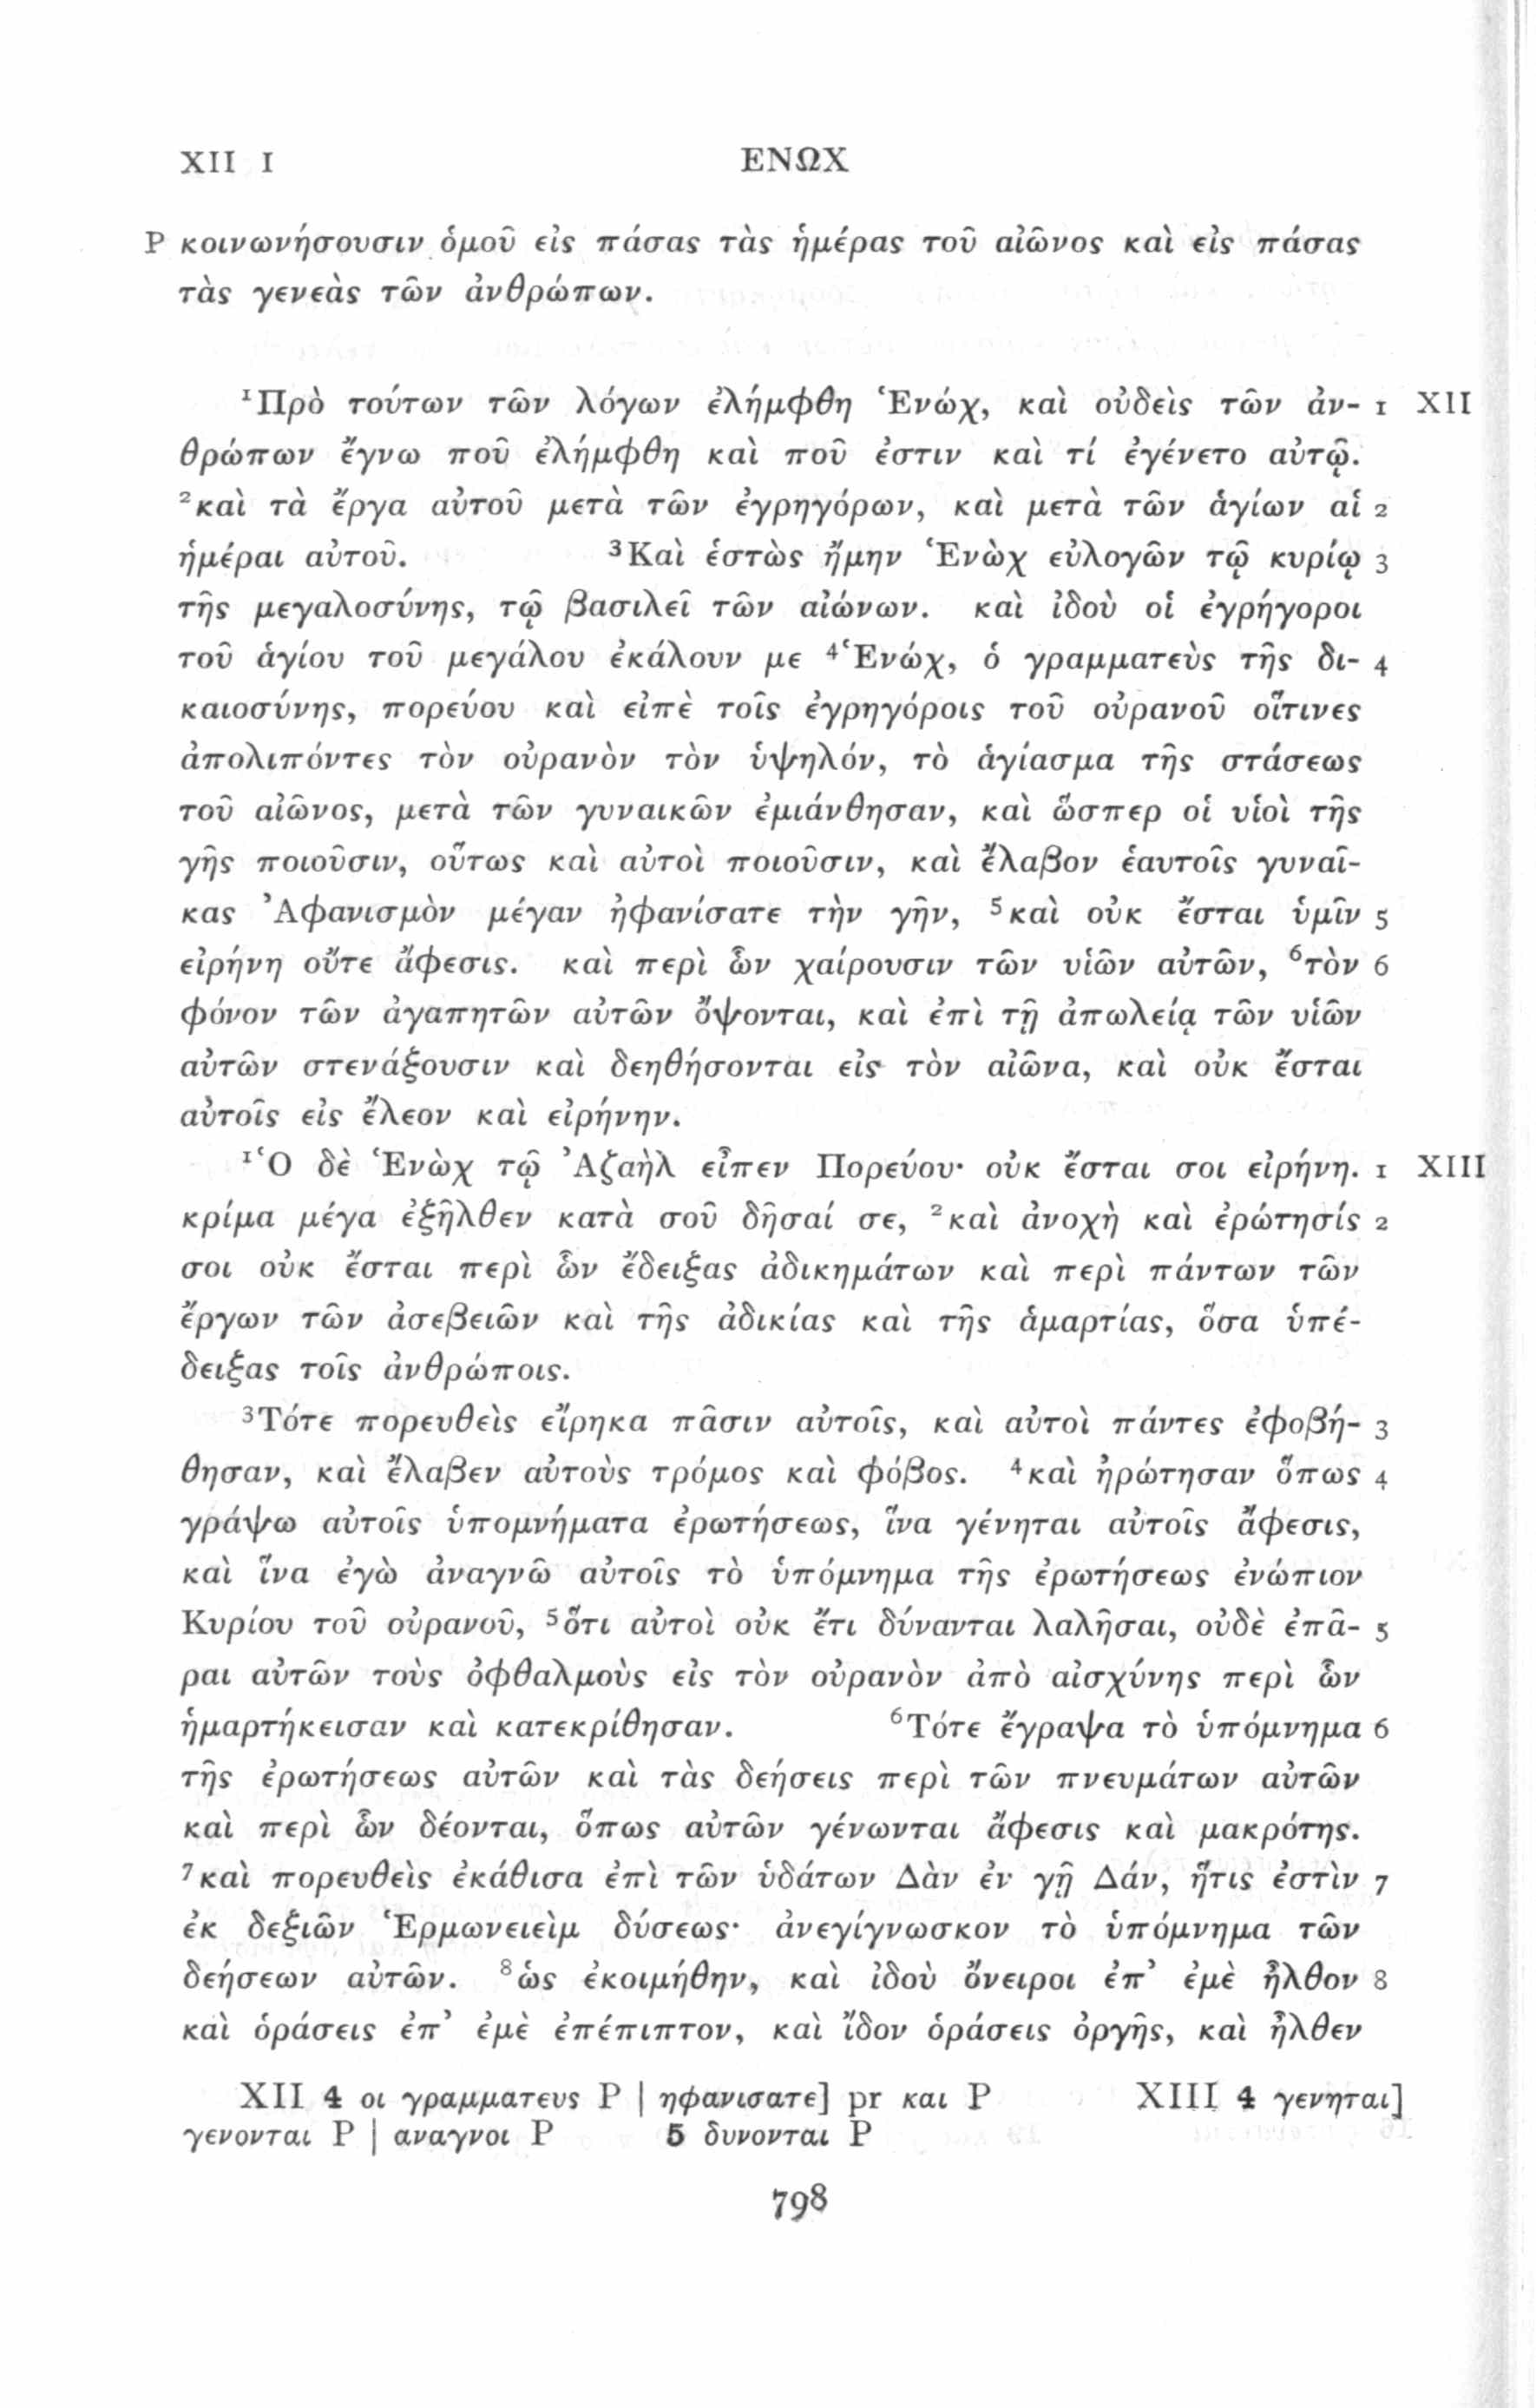 XII 1 ΕΝΩΧ
P κοινωνήσουσιν ὁμοῦ εἰς πάσας τὰς ἡμέρας τοῦ αἰῶνος καὶ εἰς πάσας
τὰς γενεὰς τῶν ἀνθρώπων.
¹Πρὸ τούτων τῶν λόγων ἐλήμφθη Ἑνώχ, καὶ οὐδεὶς τῶν ἀν- 1 XII
θρώπων ἔγνω ποῦ ἐλήμφθη καὶ ποῦ ἐστιν καὶ τί ἐγένετο αὐτῷ.
²καὶ τὰ ἔργα αὐτοῦ μετὰ τῶν ἐγρηγόρων, καὶ μετὰ τῶν ἁγίων αἱ 2
ἡμέραι αὐτοῦ. ³Καὶ ἑστὼς ἤμην Ἑνὼχ εὐλογῶν τῷ κυρίῳ 3
τῆς μεγαλοσύνης, τῷ βασιλεῖ τῶν αἰώνων. καὶ ἰδοὺ οἱ ἐγρήγοροι
τοῦ ἁγίου τοῦ μεγάλου ἐκάλουν με ⁴Ἑνώχ, ὁ γραμματεὺς τῆς δι- 4
καιοσύνης, πορεύου καὶ εἰπὲ τοῖς ἐγρηγόροις τοῦ οὐρανοῦ οἵτινες
ἀπολιπόντες τὸν οὐρανὸν τὸν ὑψηλόν, τὸ ἁγίασμα τῆς στάσεως
τοῦ αἰῶνος, μετὰ τῶν γυναικῶν ἐμιάνθησαν, καὶ ὥσπερ οἱ υἱοὶ τῆς
γῆς ποιοῦσιν, οὕτως καὶ αὐτοὶ ποιοῦσιν, καὶ ἔλαβον ἑαυτοῖς γυναῖ-
κας Ἀφανισμὸν μέγαν ἠφανίσατε τὴν γῆν, ⁵καὶ οὐκ ἔσται ὑμῖν 5
εἰρήνη οὔτε ἄφεσις. καὶ περὶ ὧν χαίρουσιν τῶν υἱῶν αὐτῶν, ⁶τὸν 6
φόνον τῶν ἀγαπητῶν αὐτῶν ὄψονται, καὶ ἐπὶ τῇ ἀπωλείᾳ τῶν υἱῶν
αὐτῶν στενάξουσιν καὶ δεηθήσονται εἰς τὸν αἰῶνα, καὶ οὐκ ἔσται
αὐτοῖς εἰς ἔλεον καὶ εἰρήνην.
¹Ὁ δὲ Ἑνὼχ τῷ Ἀζαὴλ εἶπεν Πορεύου· οὐκ ἔσται σοι εἰρήνη. 1 XIII
κρίμα μέγα ἐξῆλθεν κατὰ σοῦ δῆσαί σε, ²καὶ ἀνοχὴ καὶ ἐρώτησίς 2
σοι οὐκ ἔσται περὶ ὧν ἔδειξας ἀδικημάτων καὶ περὶ πάντων τῶν
ἔργων τῶν ἀσεβειῶν καὶ τῆς ἀδικίας καὶ τῆς ἁμαρτίας, ὅσα ὑπέ-
δειξας τοῖς ἀνθρώποις.
³Τότε πορευθεὶς εἴρηκα πᾶσιν αὐτοῖς, καὶ αὐτοὶ πάντες ἐφοβή- 3
θησαν, καὶ ἔλαβεν αὐτοὺς τρόμος καὶ φόβος. ⁴καὶ ἠρώτησαν ὅπως 4
γράψω αὐτοῖς ὑπομνήματα ἐρωτήσεως, ἵνα γένηται αὐτοῖς ἄφεσις,
καὶ ἵνα ἐγὼ ἀναγνῶ αὐτοῖς τὸ ὑπόμνημα τῆς ἐρωτήσεως ἐνώπιον
Κυρίου τοῦ οὐρανοῦ, ⁵ὅτι αὐτοὶ οὐκ ἔτι δύνανται λαλῆσαι, οὐδὲ ἐπᾶ- 5
ραι αὐτῶν τοὺς ὀφθαλμοὺς εἰς τὸν οὐρανὸν ἀπὸ αἰσχύνης περὶ ὧν
ἡμαρτήκεισαν καὶ κατεκρίθησαν. ⁶Τότε ἔγραψα τὸ ὑπόμνημα 6
τῆς ἐρωτήσεως αὐτῶν καὶ τὰς δεήσεις περὶ τῶν πνευμάτων αὐτῶν
καὶ περὶ ὧν δέονται, ὅπως αὐτῶν γένωνται ἄφεσις καὶ μακρότης.
⁷καὶ πορευθεὶς ἐκάθισα ἐπὶ τῶν ὑδάτων Δὰν ἐν γῇ Δάν, ἥτις ἐστὶν 7
ἐκ δεξιῶν Ἑρμωνειεὶμ δύσεως· ἀνεγίγνωσκον τὸ ὑπόμνημα τῶν
δεήσεων αὐτῶν. ⁸ὡς ἐκοιμήθην, καὶ ἰδοὺ ὄνειροι ἐπ’ ἐμὲ ἦλθον 8
καὶ ὁράσεις ἐπ’ ἐμὲ ἐπέπιπτον, καὶ ἴδον ὁράσεις ὀργῆς, καὶ ἦλθεν
XII 4 οι γραμματευς P | ηφανισατε] pr και P XIII 4 γενηται]
γενονται P | αναγνοι P 5 δυνονται P
798